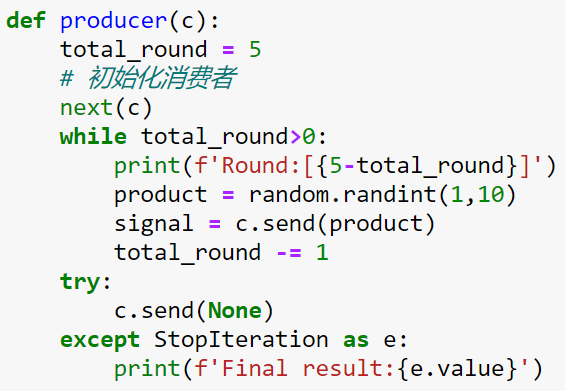 def producer(c):
    total_round = 5
    # 初始化消费者
    next(c)
    while total_round>0:
        print(f'Round:[{5-total_round}]')
        product = random.randint(1,10)
        signal = c.send(product)
        total_round -= 1
    try:
        c.send(None)
    except StopIteration as e:
        print(f'Final result:{e.value}')